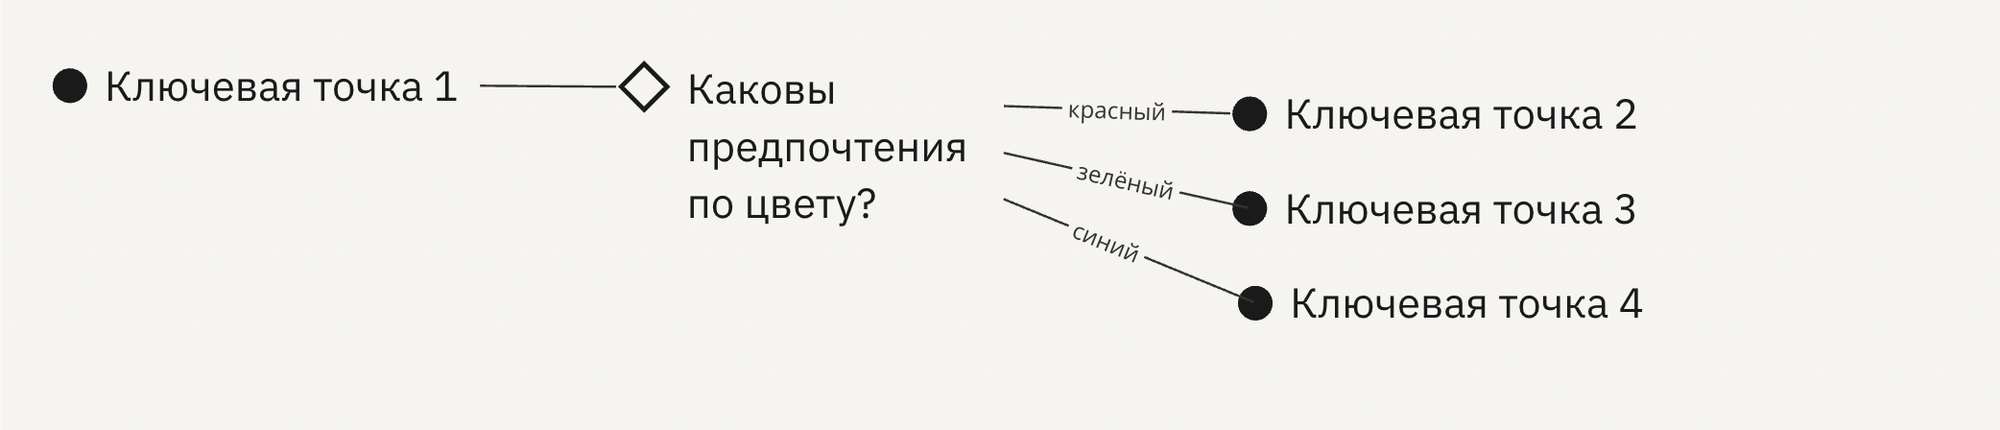 Ключевая точка 1
Каковы
предпочтения
по цвету?
красный
зелёный
синий
Ключевая точка 2
Ключевая точка 3
Ключевая точка 4